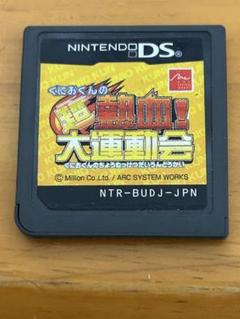 NINTENDO DS
くにおくんの
超熱血!
大運動会
くにおくんのちょうねっけつだいうんどうかい
© Million Co.,Ltd. / ARC SYSTEM WORKS
NTR-BUDJ-JPN